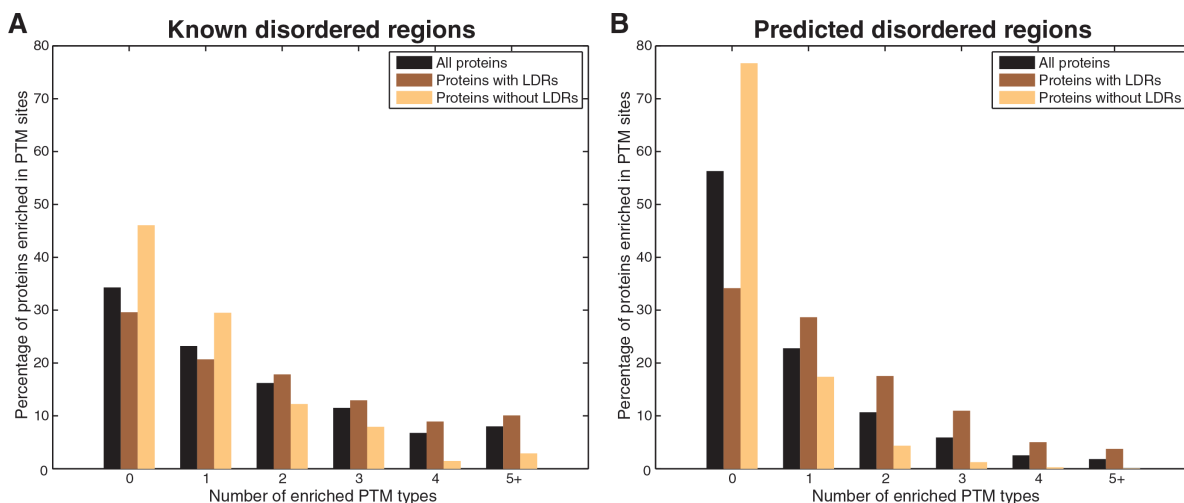 A
Known disordered regions
80
70
60
50
40
30
20
10
0
Percentage of proteins enriched in PTM sites
All proteins
Proteins with LDRs
Proteins without LDRs
0 1 2 3 4 5+
Number of enriched PTM types
B
Predicted disordered regions
80
70
60
50
40
30
20
10
0
Percentage of proteins enriched in PTM sites
All proteins
Proteins with LDRs
Proteins without LDRs
0 1 2 3 4 5+
Number of enriched PTM types